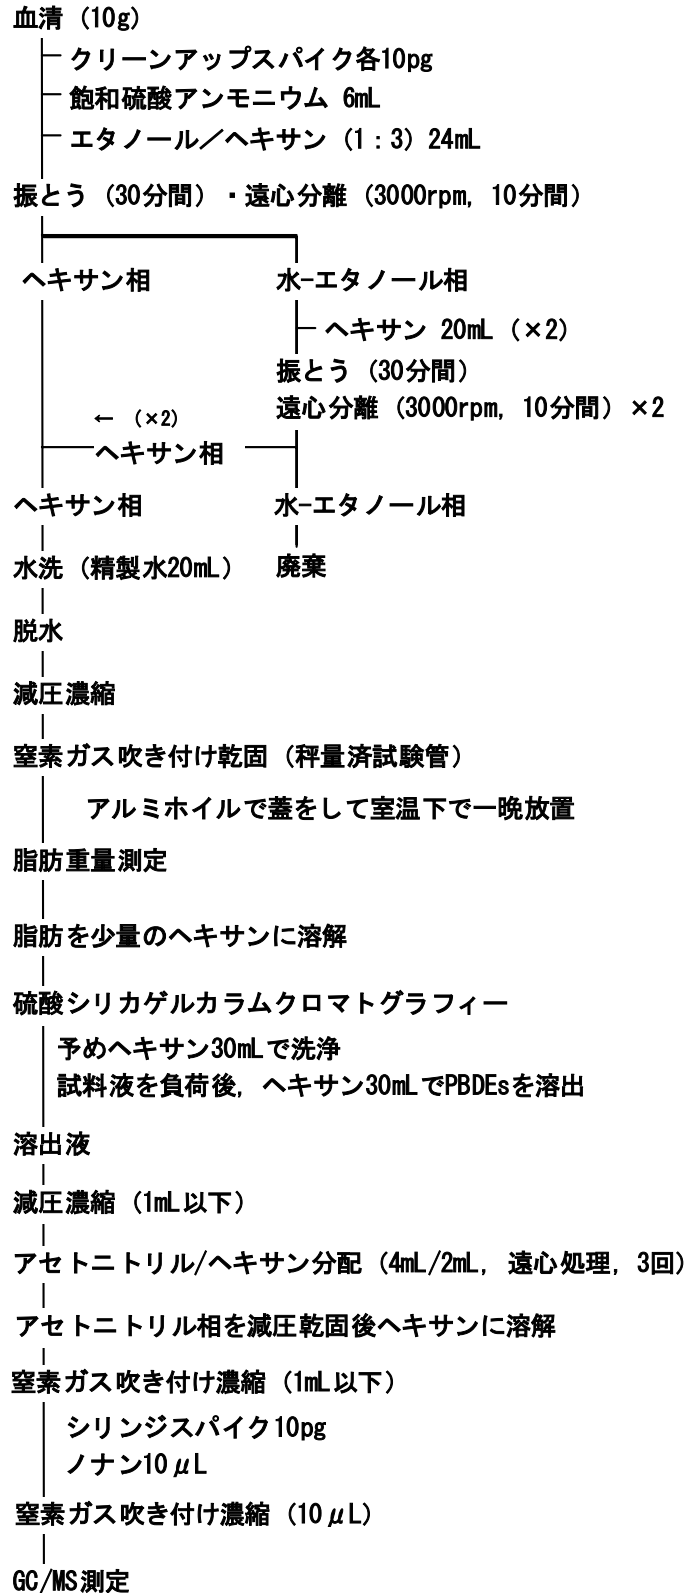 血清（10g）
クリーンアップスパイク各10pg
飽和硫酸アンモニウム 6mL
エタノール／ヘキサン（1：3）24mL
振とう（30分間）・遠心分離（3000rpm, 10分間）
ヘキサン相
水-エタノール相
ヘキサン 20mL（×2）
振とう（30分間）
遠心分離（3000rpm, 10分間）×2
← （×2）
ヘキサン相
ヘキサン相
水-エタノール相
水洗（精製水20mL）
廃棄
脱水
減圧濃縮
窒素ガス吹き付け乾固（秤量済試験管）
アルミホイルで蓋をして室温下で一晩放置
脂肪重量測定
脂肪を少量のヘキサンに溶解
硫酸シリカゲルカラムクロマトグラフィー
予めヘキサン30mLで洗浄
試料液を負荷後, ヘキサン30mLでPBDEsを溶出
溶出液
減圧濃縮（1mL以下）
アセトニトリル/ヘキサン分配（4mL/2mL, 遠心処理, 3回）
アセトニトリル相を減圧乾固後ヘキサンに溶解
窒素ガス吹き付け濃縮（1mL以下）
シリンジスパイク10pg
ノナン10μL
窒素ガス吹き付け濃縮（10μL）
GC/MS測定